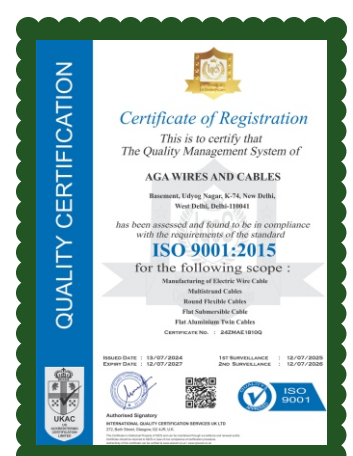 QUALITY CERTIFICATION
Certificate of Registration
This is to certify that
The Quality Management System of
AGA WIRES AND CABLES
Basement, Udyog Nagar, K-74, New Delhi,
West Delhi, Delhi-110041
has been assessed and found to be in compliance
with the requirements of the standard
ISO 9001:2015
for the following scope :
Manufacturing of Electric Wire Cable
Multistrand Cables
Round Flexible Cables
Flat Submersible Cable
Flat Aluminium Twin Cables
Certificate No. : 24DMAE1810Q
Issued Date : 13/07/2024
Expiry Date : 12/07/2027
1st Surveillance : 12/07/2025
2nd Surveillance : 12/07/2026
UKAC
UK
ACCREDITATION
CERTIFICATION
LIMITED
ISO
9001
Authorised Signatory
INTERNATIONAL QUALITY CERTIFICATION SERVICES UK LTD